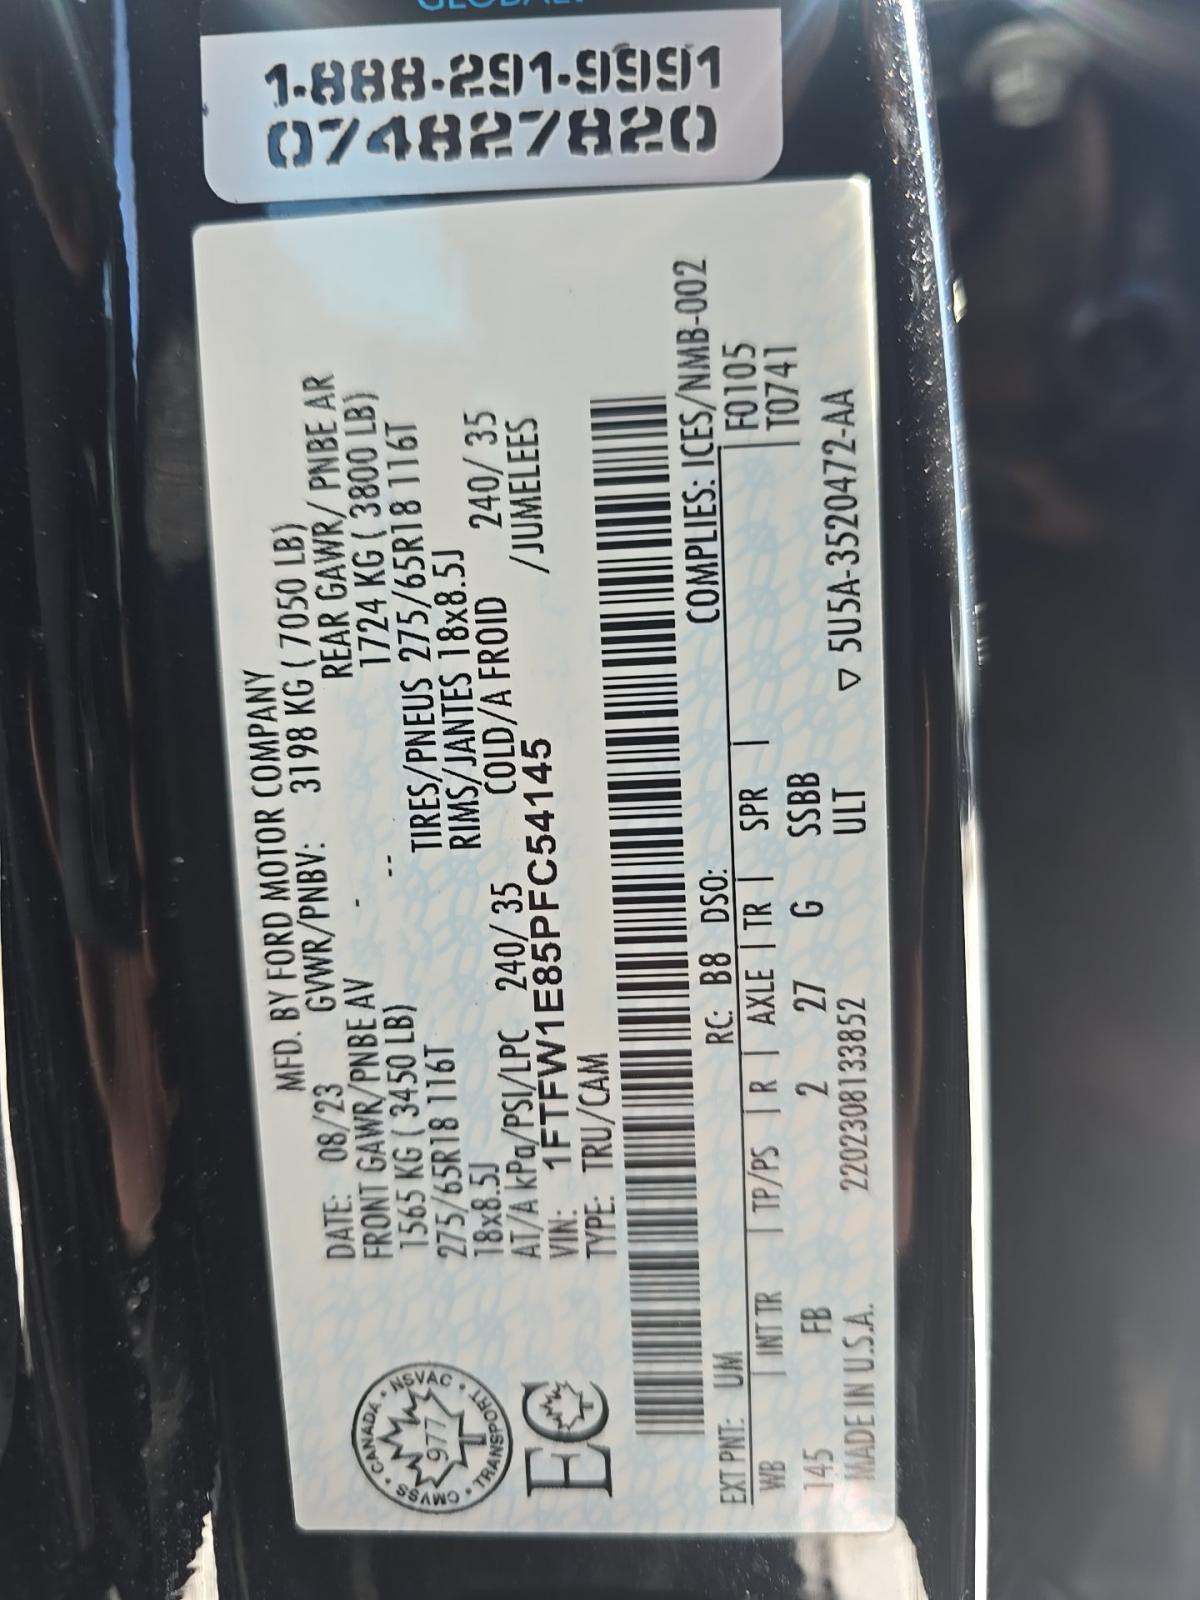 GLOBAL.
1-888-291-9991
074827820
MFD. BY FORD MOTOR COMPANY
DATE: 08/23 GVWR/PNBV: 3198 KG ( 7050 LB)
FRONT GAWR/PNBE AV - REAR GAWR/ PNBE AR
1565 KG ( 3450 LB) -- 1724 KG ( 3800 LB)
275/65R18 116T TIRES/PNEUS 275/65R18 116T
18x8.5J RIMS/JANTES 18x8.5J
AT/A kPa/PSI/LPC 240/ 35 COLD/A FROID 240/ 35
VIN: 1FTFW1E85PFC54145 /JUMELEES
TYPE: TRU/CAM
CANADA • NSVAC • TRANSPORT • CMVSS •
977
EC
COMPLIES: ICES/NMB-002
EXT PNT: UM RC: B8 DSO: F0105
WB | INT TR | TP/PS | R | AXLE | TR | SPR | | T0741
145 FB 2 27 G SSBB
ULT
MADE IN U.S.A. 2202308133852 ▽ 5U5A-3520472-AA